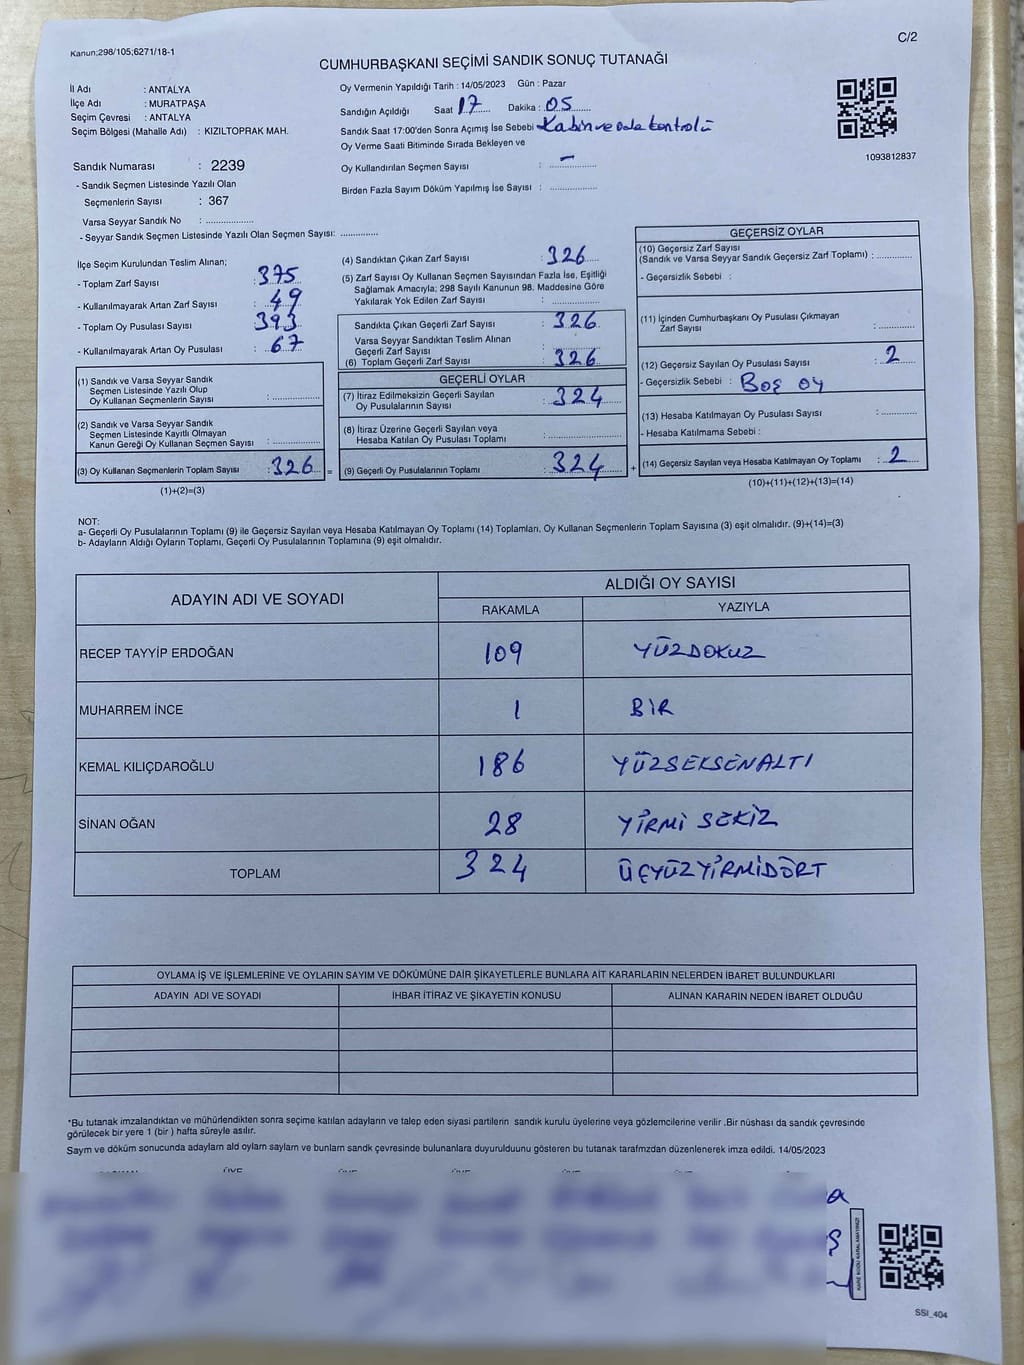 Kanun:298/105;6271/18-1
C/2
CUMHURBAŞKANI SEÇİMİ SANDIK SONUÇ TUTANAĞI
İl Adı : ANTALYA
İlçe Adı : MURATPAŞA
Seçim Çevresi : ANTALYA
Seçim Bölgesi (Mahalle Adı) : KIZILTOPRAK MAH.
Oy Vermenin Yapıldığı Tarih : 14/05/2023 Gün : Pazar
Sandığın Açıldığı Saat 17 Dakika : 05
Sandık Saat 17:00'den Sonra Açımış İse Sebebi Kabin ve oda kontrolü
Oy Verme Saati Bitiminde Sırada Bekleyen ve
Oy Kullandırılan Seçmen Sayısı : –
Birden Fazla Sayım Döküm Yapılmış İse Sayısı : ..............
1093812837
Sandık Numarası : 2239
- Sandık Seçmen Listesinde Yazılı Olan
Seçmenlerin Sayısı : 367
Varsa Seyyar Sandık No : ..............
- Seyyar Sandık Seçmen Listesinde Yazılı Olan Seçmen Sayısı: ..............
İlçe Seçim Kurulundan Teslim Alınan;
- Toplam Zarf Sayısı : 375
- Kullanılmayarak Artan Zarf Sayısı : 49
- Toplam Oy Pusulası Sayısı : 393
- Kullanılmayarak Artan Oy Pusulası : 67
(1) Sandık ve Varsa Seyyar Sandık
Seçmen Listesinde Yazılı Olup
Oy Kullanan Seçmenlerin Sayısı : ..............
(2) Sandık ve Varsa Seyyar Sandık
Seçmen Listesinde Kayıtlı Olmayan
Kanun Gereği Oy Kullanan Seçmen Sayısı : ..............
(3) Oy Kullanan Seçmenlerin Toplam Sayısı : 326 =
(1)+(2)=(3)
(4) Sandıktan Çıkan Zarf Sayısı : 326
(5) Zarf Sayısı Oy Kullanan Seçmen Sayısından Fazla İse, Eşitliği
Sağlamak Amacıyla; 298 Sayılı Kanunun 98. Maddesine Göre
Yakılarak Yok Edilen Zarf Sayısı : ..............
Sandıkta Çıkan Geçerli Zarf Sayısı : 326
Varsa Seyyar Sandıktan Teslim Alınan
Geçerli Zarf Sayısı : ..............
(6) Toplam Geçerli Zarf Sayısı : 326
GEÇERLİ OYLAR
(7) İtiraz Edilmeksizin Geçerli Sayılan
Oy Pusulalarının Sayısı : 324
(8) İtiraz Üzerine Geçerli Sayılan veya
Hesaba Katılan Oy Pusulası Toplamı : ..............
(9) Geçerli Oy Pusulalarının Toplamı : 324 +
GEÇERSİZ OYLAR
(10) Geçersiz Zarf Sayısı
(Sandık ve Varsa Seyyar Sandık Geçersiz Zarf Toplamı) : ..............
- Geçersizlik Sebebi :
(11) İçinden Cumhurbaşkanı Oy Pusulası Çıkmayan
Zarf Sayısı : ..............
(12) Geçersiz Sayılan Oy Pusulası Sayısı : 2
- Geçersizlik Sebebi : Boş oy
(13) Hesaba Katılmayan Oy Pusulası Sayısı : ..............
- Hesaba Katılmama Sebebi :
(14) Geçersiz Sayılan veya Hesaba Katılmayan Oy Toplamı : 2
(10)+(11)+(12)+(13)=(14)
NOT:
a- Geçerli Oy Pusulalarının Toplamı (9) ile Geçersiz Sayılan veya Hesaba Katılmayan Oy Toplamı (14) Toplamları, Oy Kullanan Seçmenlerin Toplam Sayısına (3) eşit olmalıdır. (9)+(14)=(3)
b- Adayların Aldığı Oyların Toplamı, Geçerli Oy Pusulalarının Toplamına (9) eşit olmalıdır.
ADAYIN ADI VE SOYADI
ALDIĞI OY SAYISI
RAKAMLA YAZIYLA
RECEP TAYYİP ERDOĞAN 109 YÜZDOKUZ
MUHARREM İNCE 1 BİR
KEMAL KILIÇDAROĞLU 186 YÜZSEKSENALTI
SİNAN OĞAN 28 YİRMİ SEKİZ
TOPLAM 324 ÜÇYÜZYİRMİDÖRT
OYLAMA İŞ VE İŞLEMLERİNE VE OYLARIN SAYIM VE DÖKÜMÜNE DAİR ŞİKAYETLERLE BUNLARA AİT KARARLARIN NELERDEN İBARET BULUNDUKLARI
ADAYIN ADI VE SOYADI İHBAR İTİRAZ VE ŞİKAYETİN KONUSU ALINAN KARARIN NEDEN İBARET OLDUĞU
*Bu tutanak imzalandıktan ve mühürlendikten sonra seçime katılan adayların ve talep eden siyasi partilerin sandık kurulu üyelerine veya gözlemcilerine verilir .Bir nüshası da sandık çevresinde
görülecek bir yere 1 (bir ) hafta süreyle asılır.
Saym ve döküm sonucunda adaylarn ald oylarn saylarn ve bunlarn sandk çevresinde bulunanlara duyurulduunu gösteren bu tutanak tarafmzdan düzenlenerek imza edildi. 14/05/2023
SSI_404